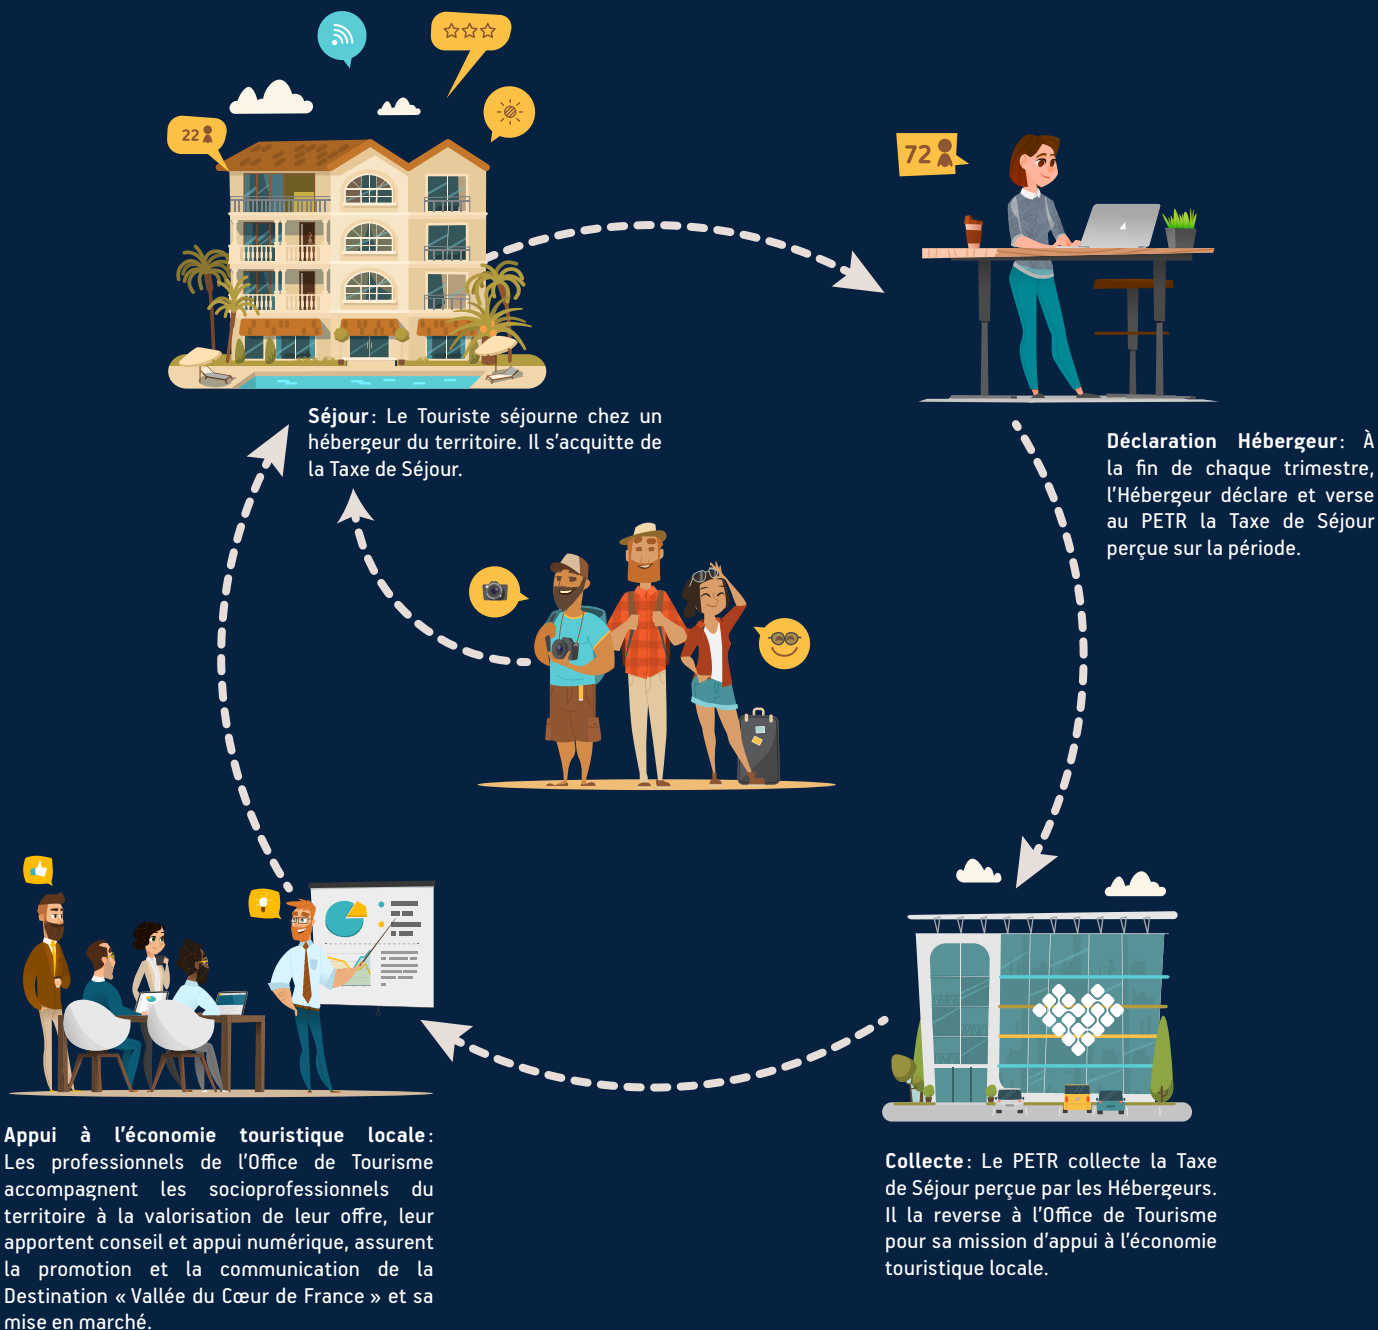 22
72
Séjour : Le Touriste séjourne chez un
hébergeur du territoire. Il s'acquitte de
la Taxe de Séjour.
Déclaration Hébergeur : À
la fin de chaque trimestre,
l'Hébergeur déclare et verse
au PETR la Taxe de Séjour
perçue sur la période.
Appui à l'économie touristique locale :
Les professionnels de l'Office de Tourisme
accompagnent les socioprofessionnels du
territoire à la valorisation de leur offre, leur
apportent conseil et appui numérique, assurent
la promotion et la communication de la
Destination « Vallée du Cœur de France » et sa
mise en marché.
Collecte : Le PETR collecte la Taxe
de Séjour perçue par les Hébergeurs.
Il la reverse à l'Office de Tourisme
pour sa mission d'appui à l'économie
touristique locale.